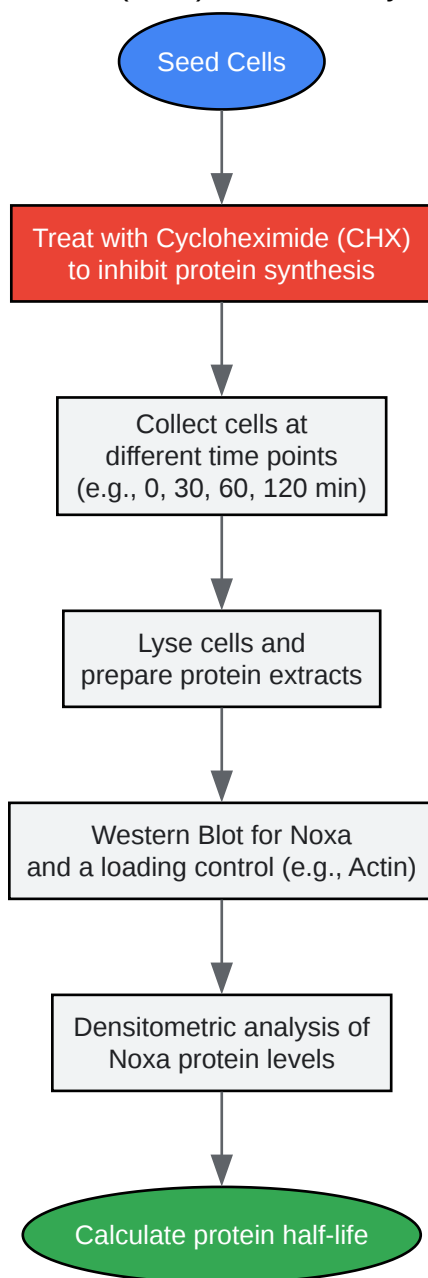 Seed Cells
Treat with Cycloheximide (CHX)
to inhibit protein synthesis
Collect cells at
different time points
(e.g., 0, 30, 60, 120 min)
Lyse cells and
prepare protein extracts
Western Blot for Noxa
and a loading control (e.g., Actin)
Densitometric analysis of
Noxa protein levels
Calculate protein half-life